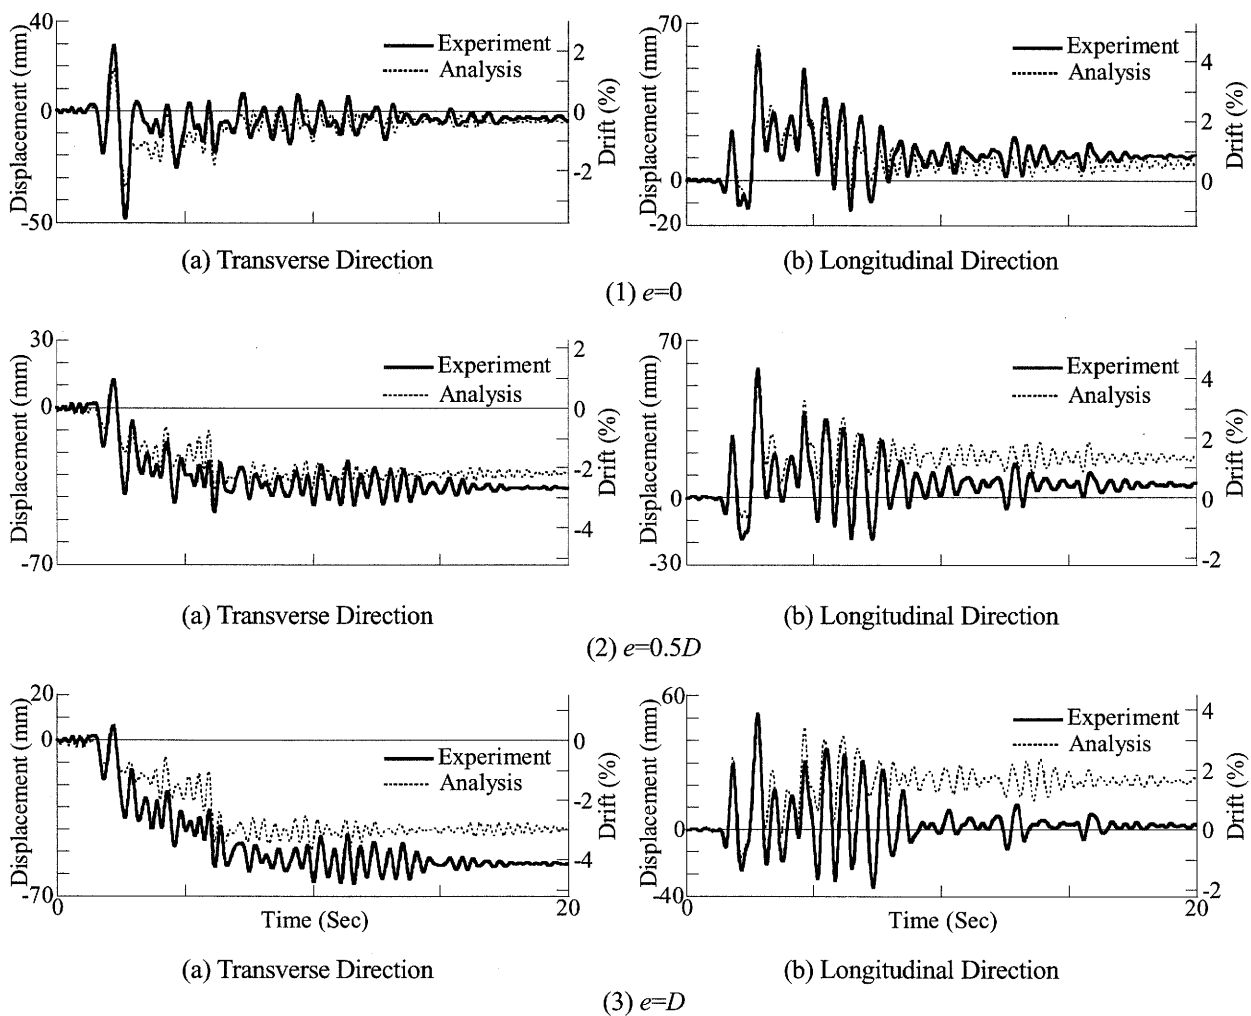 40
0
-50
Displacement (mm)
Experiment
Analysis
2
0
-2
Drift (%)
(a) Transverse Direction
70
0
-20
Displacement (mm)
Experiment
Analysis
4
2
0
Drift (%)
(b) Longitudinal Direction
(1) e=0
30
0
-70
Displacement (mm)
Experiment
Analysis
2
0
-2
-4
Drift (%)
(a) Transverse Direction
70
0
-30
Displacement (mm)
Experiment
Analysis
4
2
0
-2
Drift (%)
(b) Longitudinal Direction
(2) e=0.5D
20
0
-70
Displacement (mm)
Experiment
Analysis
0
-2
-4
Drift (%)
0
20
Time (Sec)
(a) Transverse Direction
60
0
-40
Displacement (mm)
Experiment
Analysis
4
2
0
-2
Drift (%)
0
20
Time (Sec)
(b) Longitudinal Direction
(3) e=D